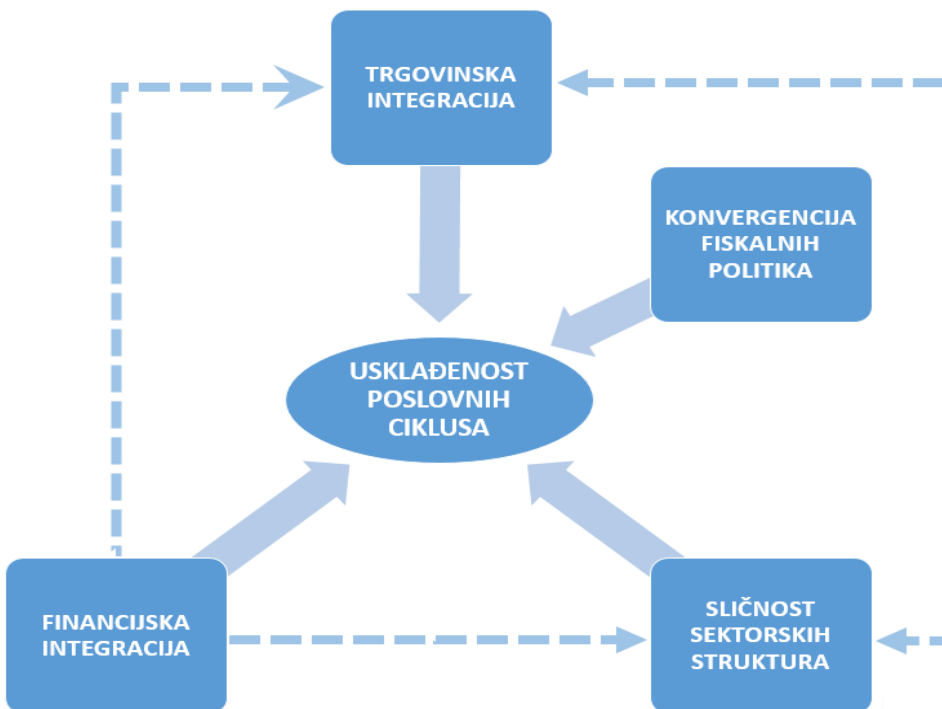 TRGOVINSKA
INTEGRACIJA
KONVERGENCIJA
FISKALNIH
POLITIKA
USKLAĐENOST
POSLOVNIH
CIKLUSA
FINANCIJSKA
INTEGRACIJA
SLIČNOST
SEKTORSKIH
STRUKTURA